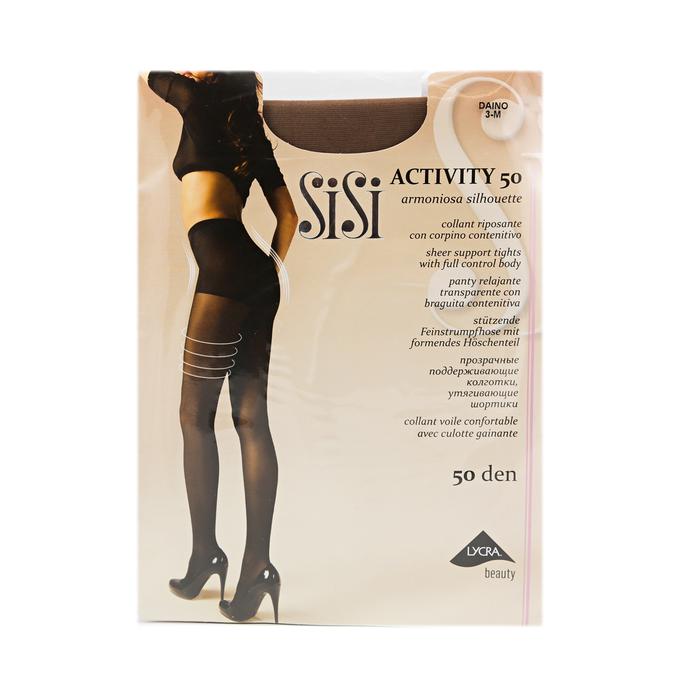 DAINO
3-M
SiSi
ACTIVITY 50
armoniosa silhouette
collant riposante
con corpino contenitivo
sheer support tights
with full control body
panty relajante
transparente con
braguita contenitiva
stützende
Feinstrumpfhose mit
formendes Höschenteil
прозрачные
поддерживающие
колготки,
утягивающие
шортики
collant voile confortable
avec culotte gainante
50 den
LYCRA
beauty